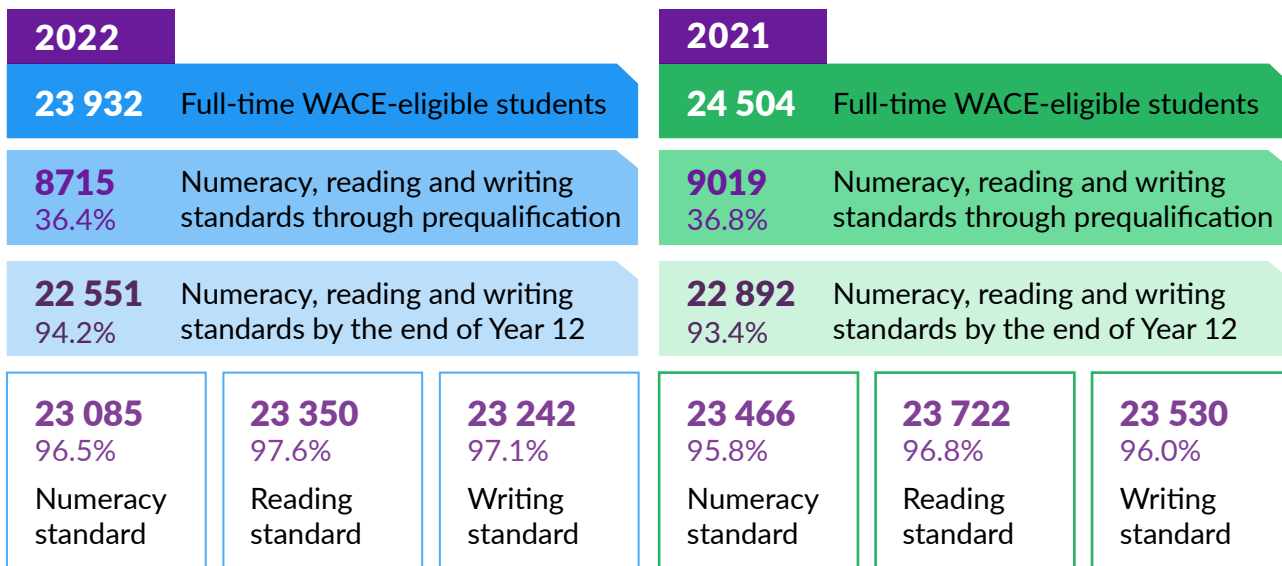 2022
23 932 Full-time WACE-eligible students
8715 Numeracy, reading and writing
36.4% standards through prequalification
22 551 Numeracy, reading and writing
94.2% standards by the end of Year 12
23 085
96.5%
Numeracy
standard
23 350
97.6%
Reading
standard
23 242
97.1%
Writing
standard
2021
24 504 Full-time WACE-eligible students
9019 Numeracy, reading and writing
36.8% standards through prequalification
22 892 Numeracy, reading and writing
93.4% standards by the end of Year 12
23 466
95.8%
Numeracy
standard
23 722
96.8%
Reading
standard
23 530
96.0%
Writing
standard